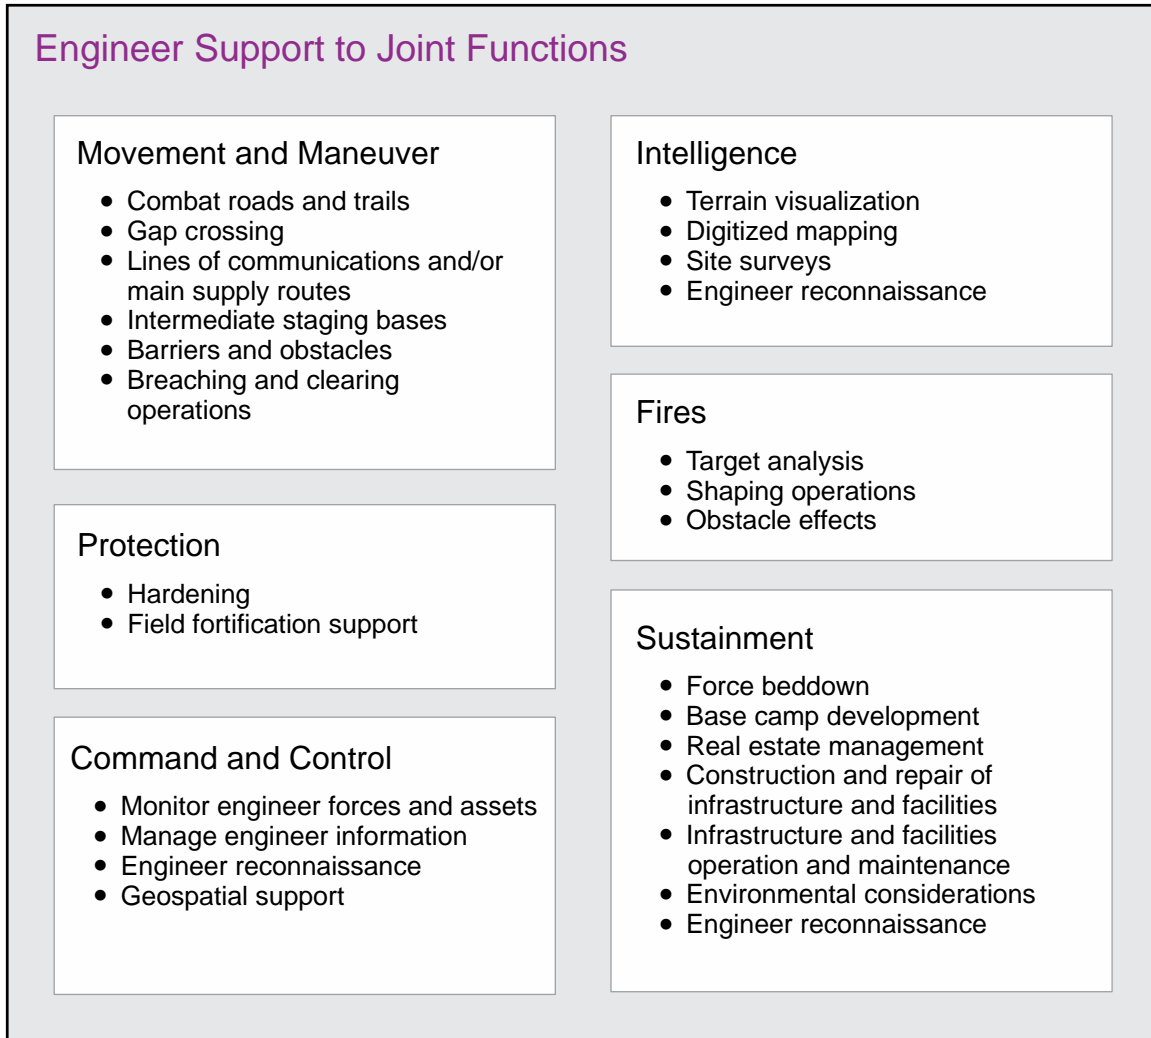 Engineer Support to Joint Functions
Movement and Maneuver
• Combat roads and trails
• Gap crossing
• Lines of communications and/or
main supply routes
• Intermediate staging bases
• Barriers and obstacles
• Breaching and clearing
operations
Protection
• Hardening
• Field fortification support
Command and Control
• Monitor engineer forces and assets
• Manage engineer information
• Engineer reconnaissance
• Geospatial support
Intelligence
• Terrain visualization
• Digitized mapping
• Site surveys
• Engineer reconnaissance
Fires
• Target analysis
• Shaping operations
• Obstacle effects
Sustainment
• Force beddown
• Base camp development
• Real estate management
• Construction and repair of
infrastructure and facilities
• Infrastructure and facilities
operation and maintenance
• Environmental considerations
• Engineer reconnaissance